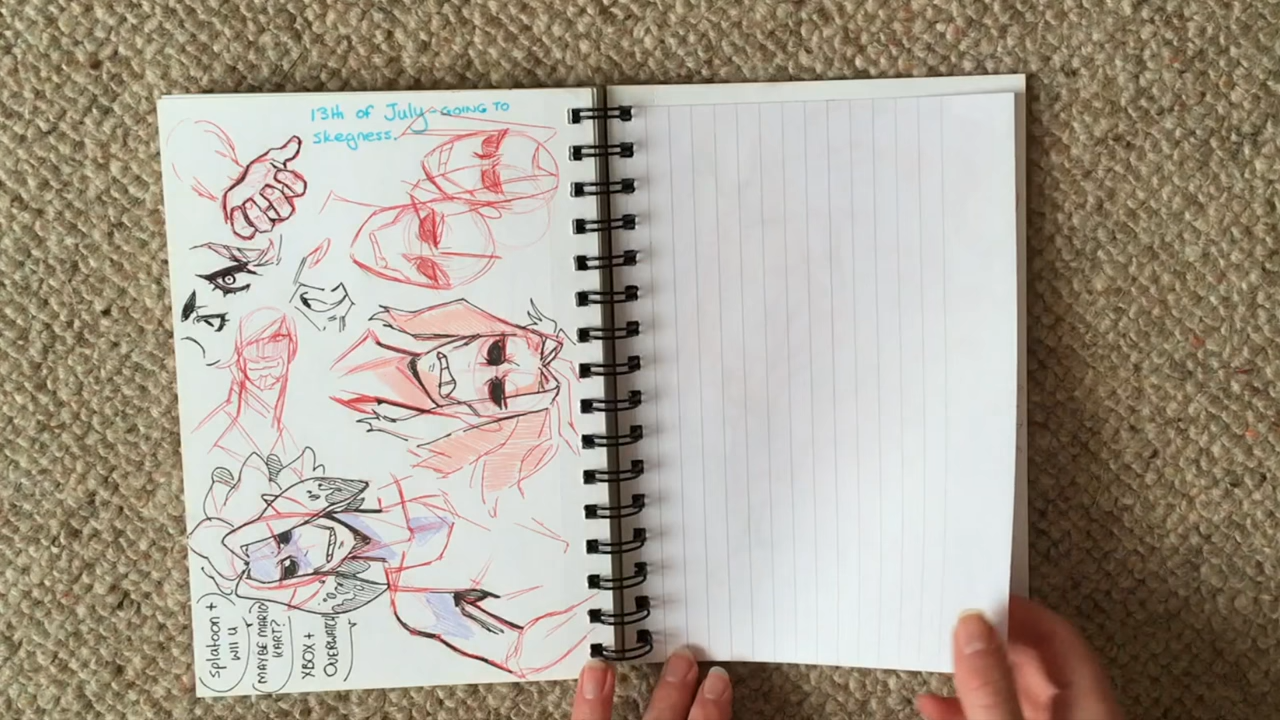 13th of July - GOING TO
Skegness.
splatoon +
WII U
MAYBE MARIO
KART?
XBOX +
OVERWATCH